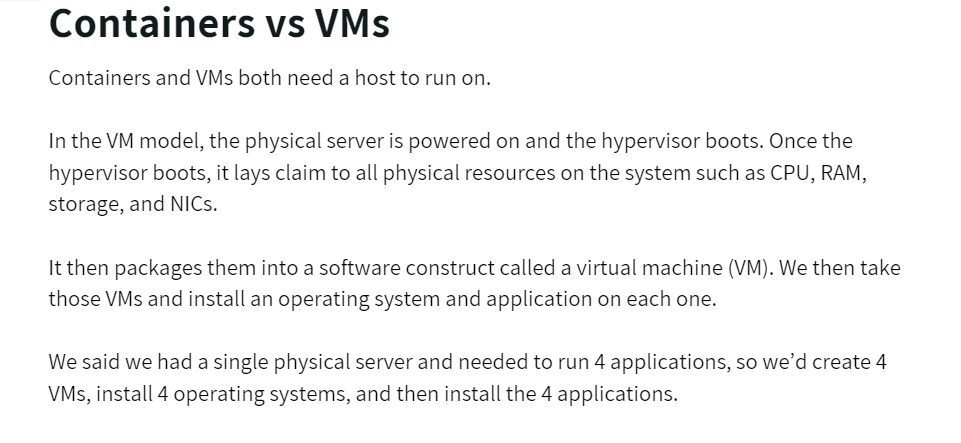 Containers vs VMs
Containers and VMs both need a host to run on.
In the VM model, the physical server is powered on and the hypervisor boots. Once the
hypervisor boots, it lays claim to all physical resources on the system such as CPU, RAM,
storage, and NICs.
It then packages them into a software construct called a virtual machine (VM). We then take
those VMs and install an operating system and application on each one.
We said we had a single physical server and needed to run 4 applications, so we’d create 4
VMs, install 4 operating systems, and then install the 4 applications.